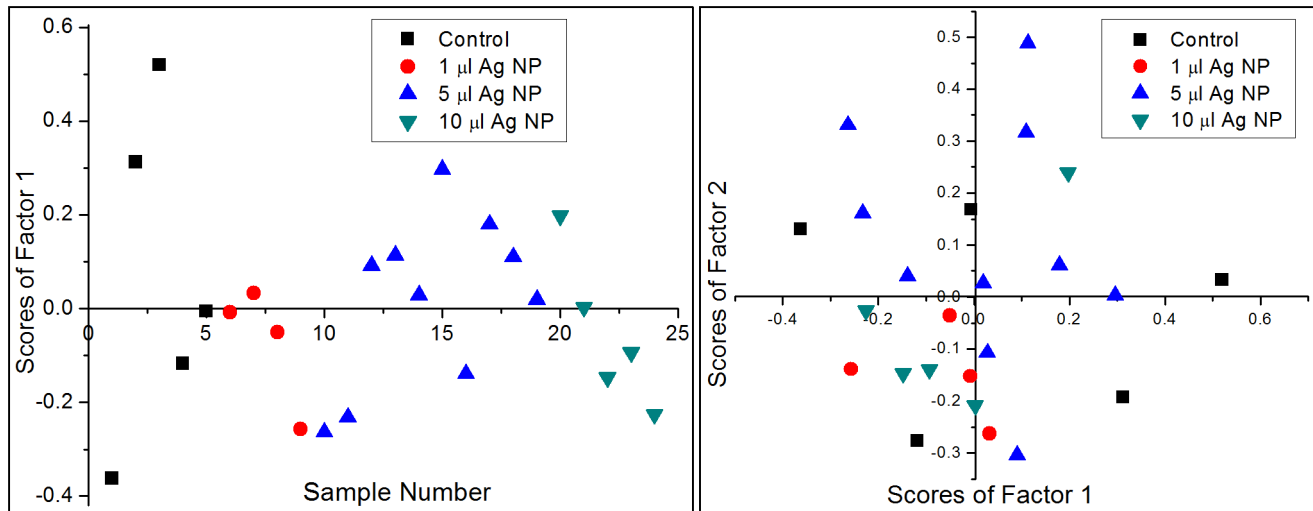 0.6
0.4
0.2
0.0
-0.2
-0.4
0
5
10
15
20
25
Scores of Factor 1
Sample Number
Control
1 μl Ag NP
5 μl Ag NP
10 μl Ag NP
0.5
0.4
0.3
0.2
0.1
0.0
-0.1
-0.2
-0.3
-0.4
-0.2
0.0
0.2
0.4
0.6
Scores of Factor 2
Scores of Factor 1
Control
1 μl Ag NP
5 μl Ag NP
10 μl Ag NP